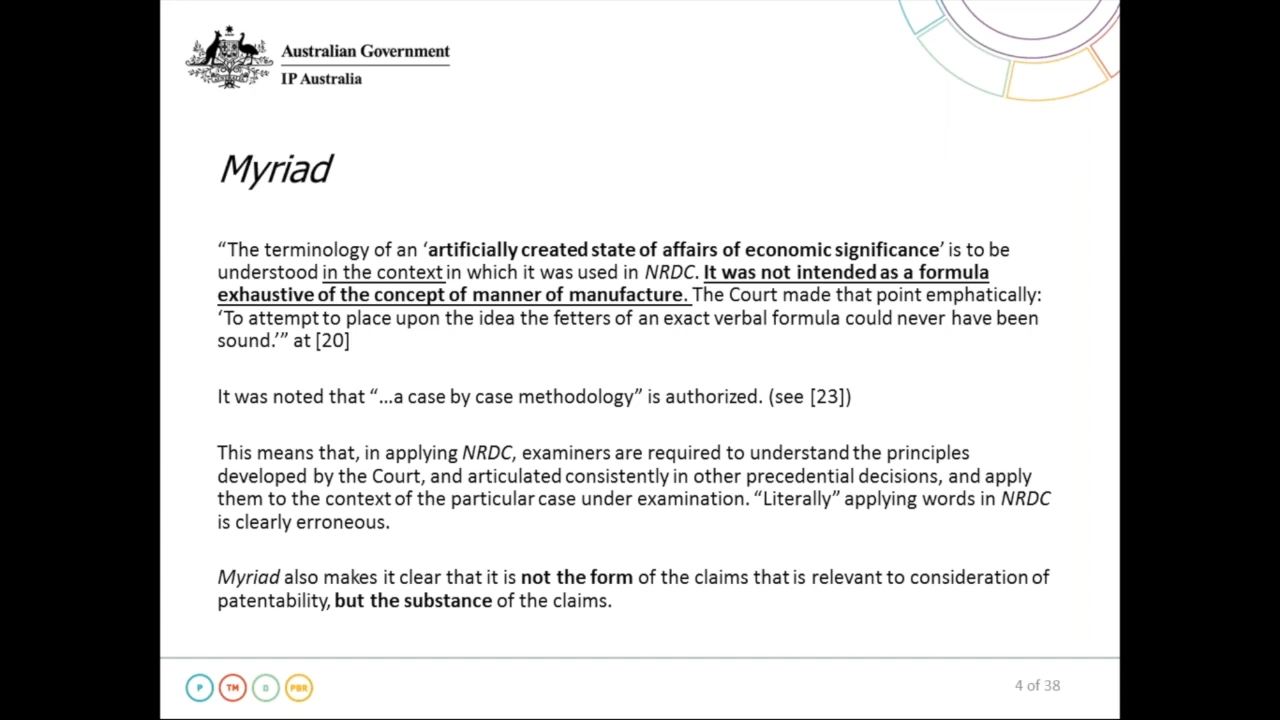 Australian Government
IP Australia
Myriad
“The terminology of an ‘artificially created state of affairs of economic significance’ is to be
understood in the context in which it was used in NRDC. It was not intended as a formula
exhaustive of the concept of manner of manufacture. The Court made that point emphatically:
‘To attempt to place upon the idea the fetters of an exact verbal formula could never have been
sound.’” at [20]
It was noted that “…a case by case methodology” is authorized. (see [23])
This means that, in applying NRDC, examiners are required to understand the principles
developed by the Court, and articulated consistently in other precedential decisions, and apply
them to the context of the particular case under examination. “Literally” applying words in NRDC
is clearly erroneous.
Myriad also makes it clear that it is not the form of the claims that is relevant to consideration of
patentability, but the substance of the claims.
P TM D PBR
4 of 38